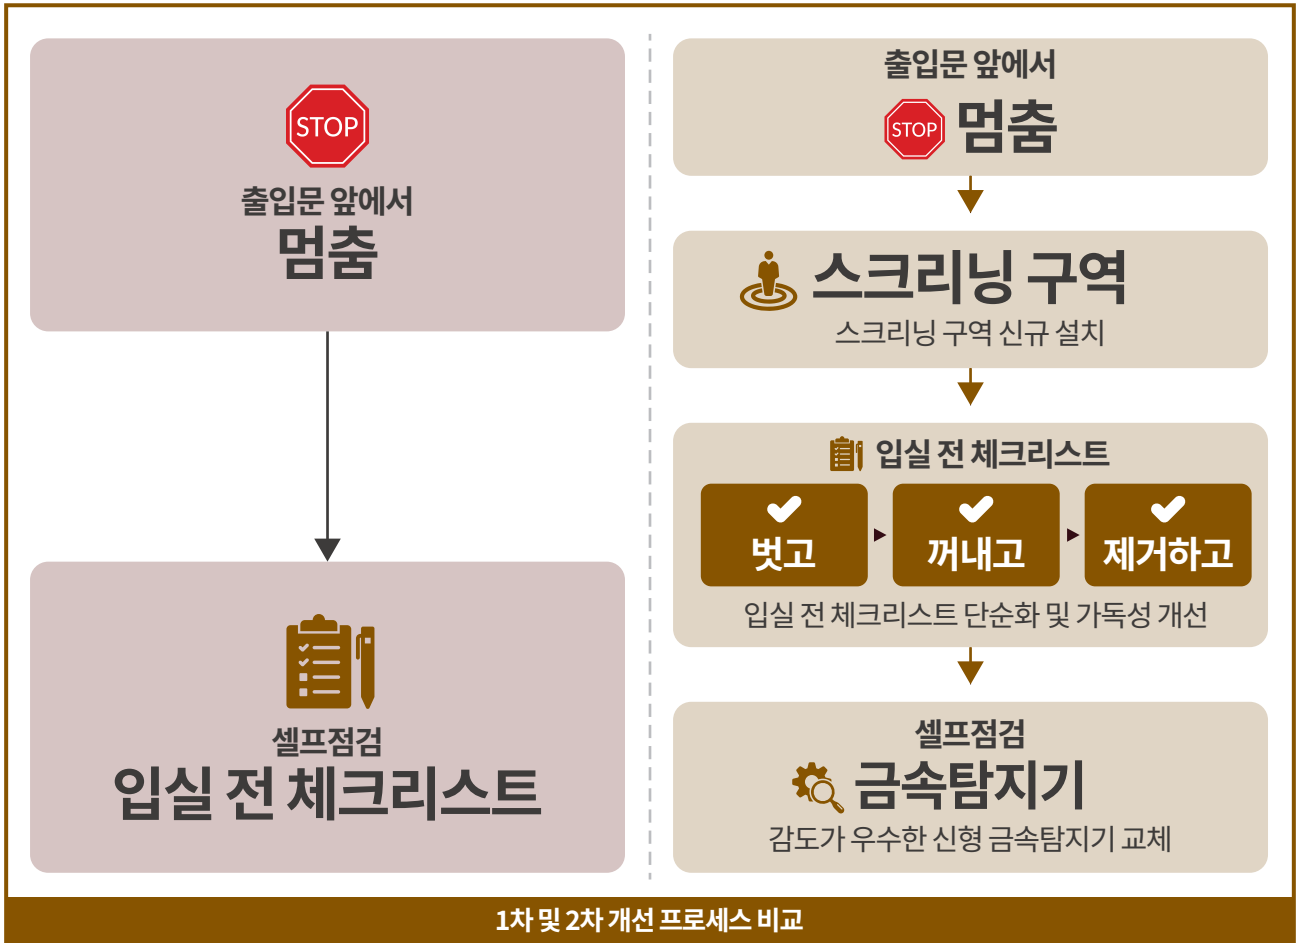 STOP
출입문 앞에서
멈춤
셀프점검
입실 전 체크리스트
출입문 앞에서
STOP 멈춤
스크리닝 구역
스크리닝 구역 신규 설치
입실 전 체크리스트
벗고 꺼내고 제거하고
입실 전 체크리스트 단순화 및 가독성 개선
셀프점검
금속탐지기
감도가 우수한 신형 금속탐지기 교체
1차 및 2차 개선 프로세스 비교